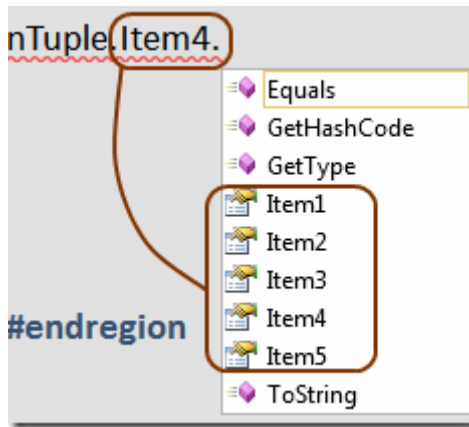 nTuple.Item4.
Equals
GetHashCode
GetType
Item1
Item2
Item3
Item4
#endregion
Item5
ToString